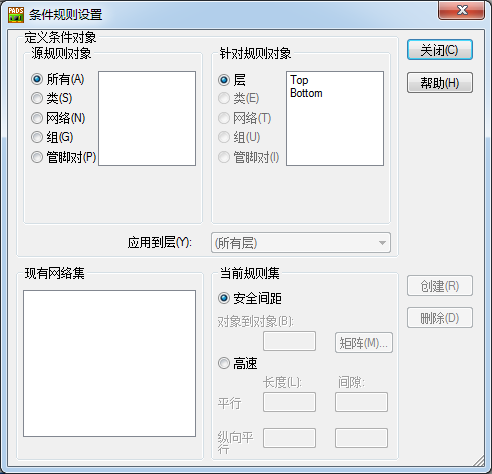 PADS
条件规则设置
定义条件对象
源规则对象
所有(A)
类(S)
网络(N)
组(G)
管脚对(P)
针对规则对象
层
类(E)
网络(T)
组(U)
管脚对(I)
Top
Bottom
应用到层(Y):
(所有层)
关闭(C)
帮助(H)
现有网络集
当前规则集
安全间距
对象到对象(B):
矩阵(M)...
高速
长度(L):
间隙:
平行
纵向平
行
创建(R)
删除(D)